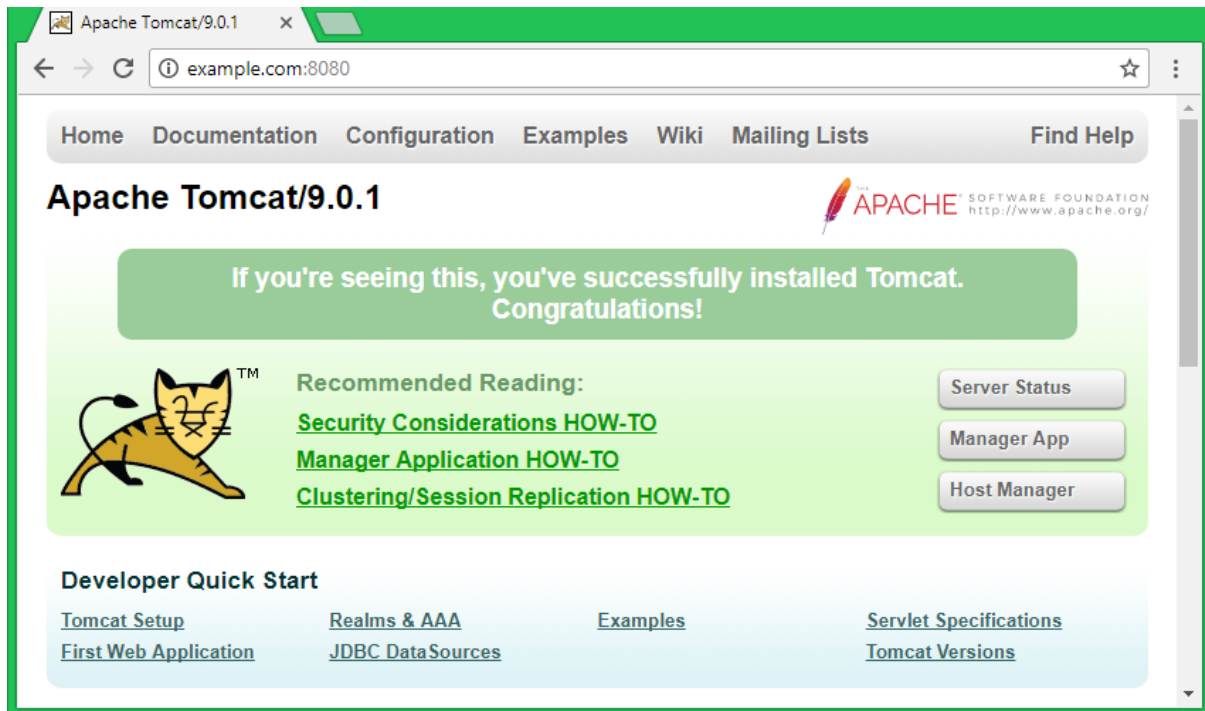 Apache Tomcat/9.0.1
example.com:8080
Home Documentation Configuration Examples Wiki Mailing Lists Find Help
Apache Tomcat/9.0.1
THE
APACHE® SOFTWARE FOUNDATION
http://www.apache.org/
If you're seeing this, you've successfully installed Tomcat.
Congratulations!
TM
Recommended Reading:
Security Considerations HOW-TO
Manager Application HOW-TO
Clustering/Session Replication HOW-TO
Server Status
Manager App
Host Manager
Developer Quick Start
Tomcat Setup Realms & AAA Examples Servlet Specifications
First Web Application JDBC DataSources Tomcat Versions